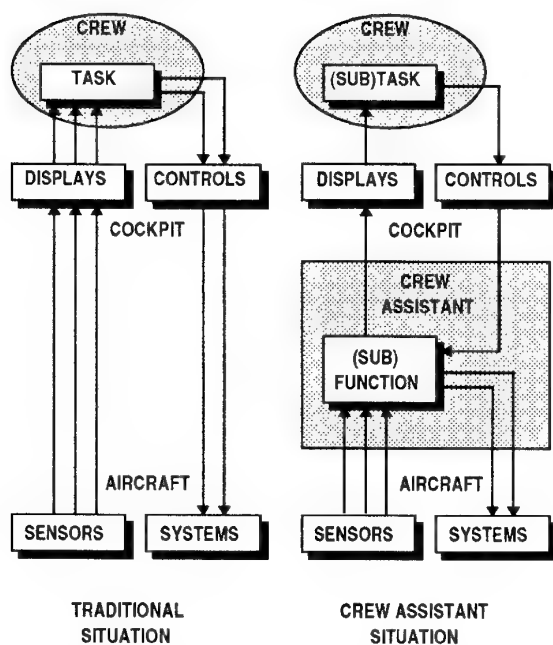 CREW
TASK
DISPLAYS
CONTROLS
COCKPIT
AIRCRAFT
SENSORS
SYSTEMS
TRADITIONAL
SITUATION
CREW
(SUB)TASK
DISPLAYS
CONTROLS
COCKPIT
CREW
ASSISTANT
(SUB)
FUNCTION
AIRCRAFT
SENSORS
SYSTEMS
CREW ASSISTANT
SITUATION